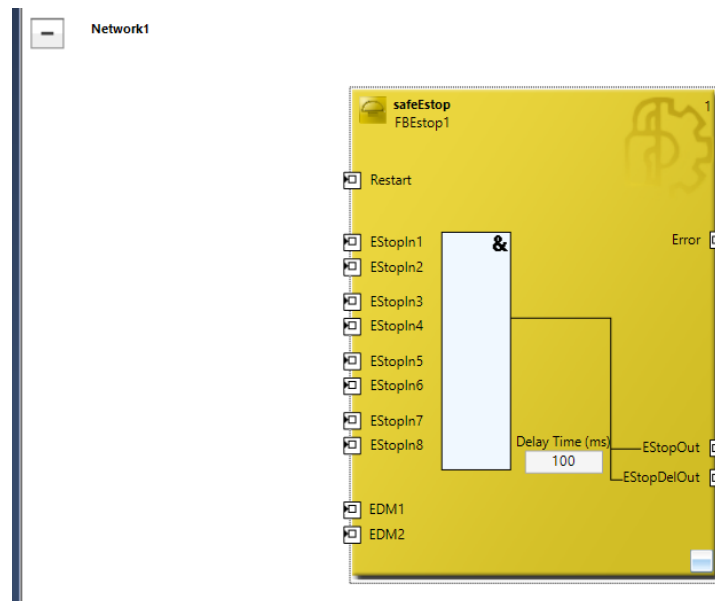 Network1
safeEstop
FBEstop1
1
Restart
EStopIn1
&
Error
EStopIn2
EStopIn3
EStopIn4
EStopIn5
EStopIn6
EStopIn7
EStopIn8
Delay Time (ms)
100
EStopOut
EStopDelOut
EDM1
EDM2